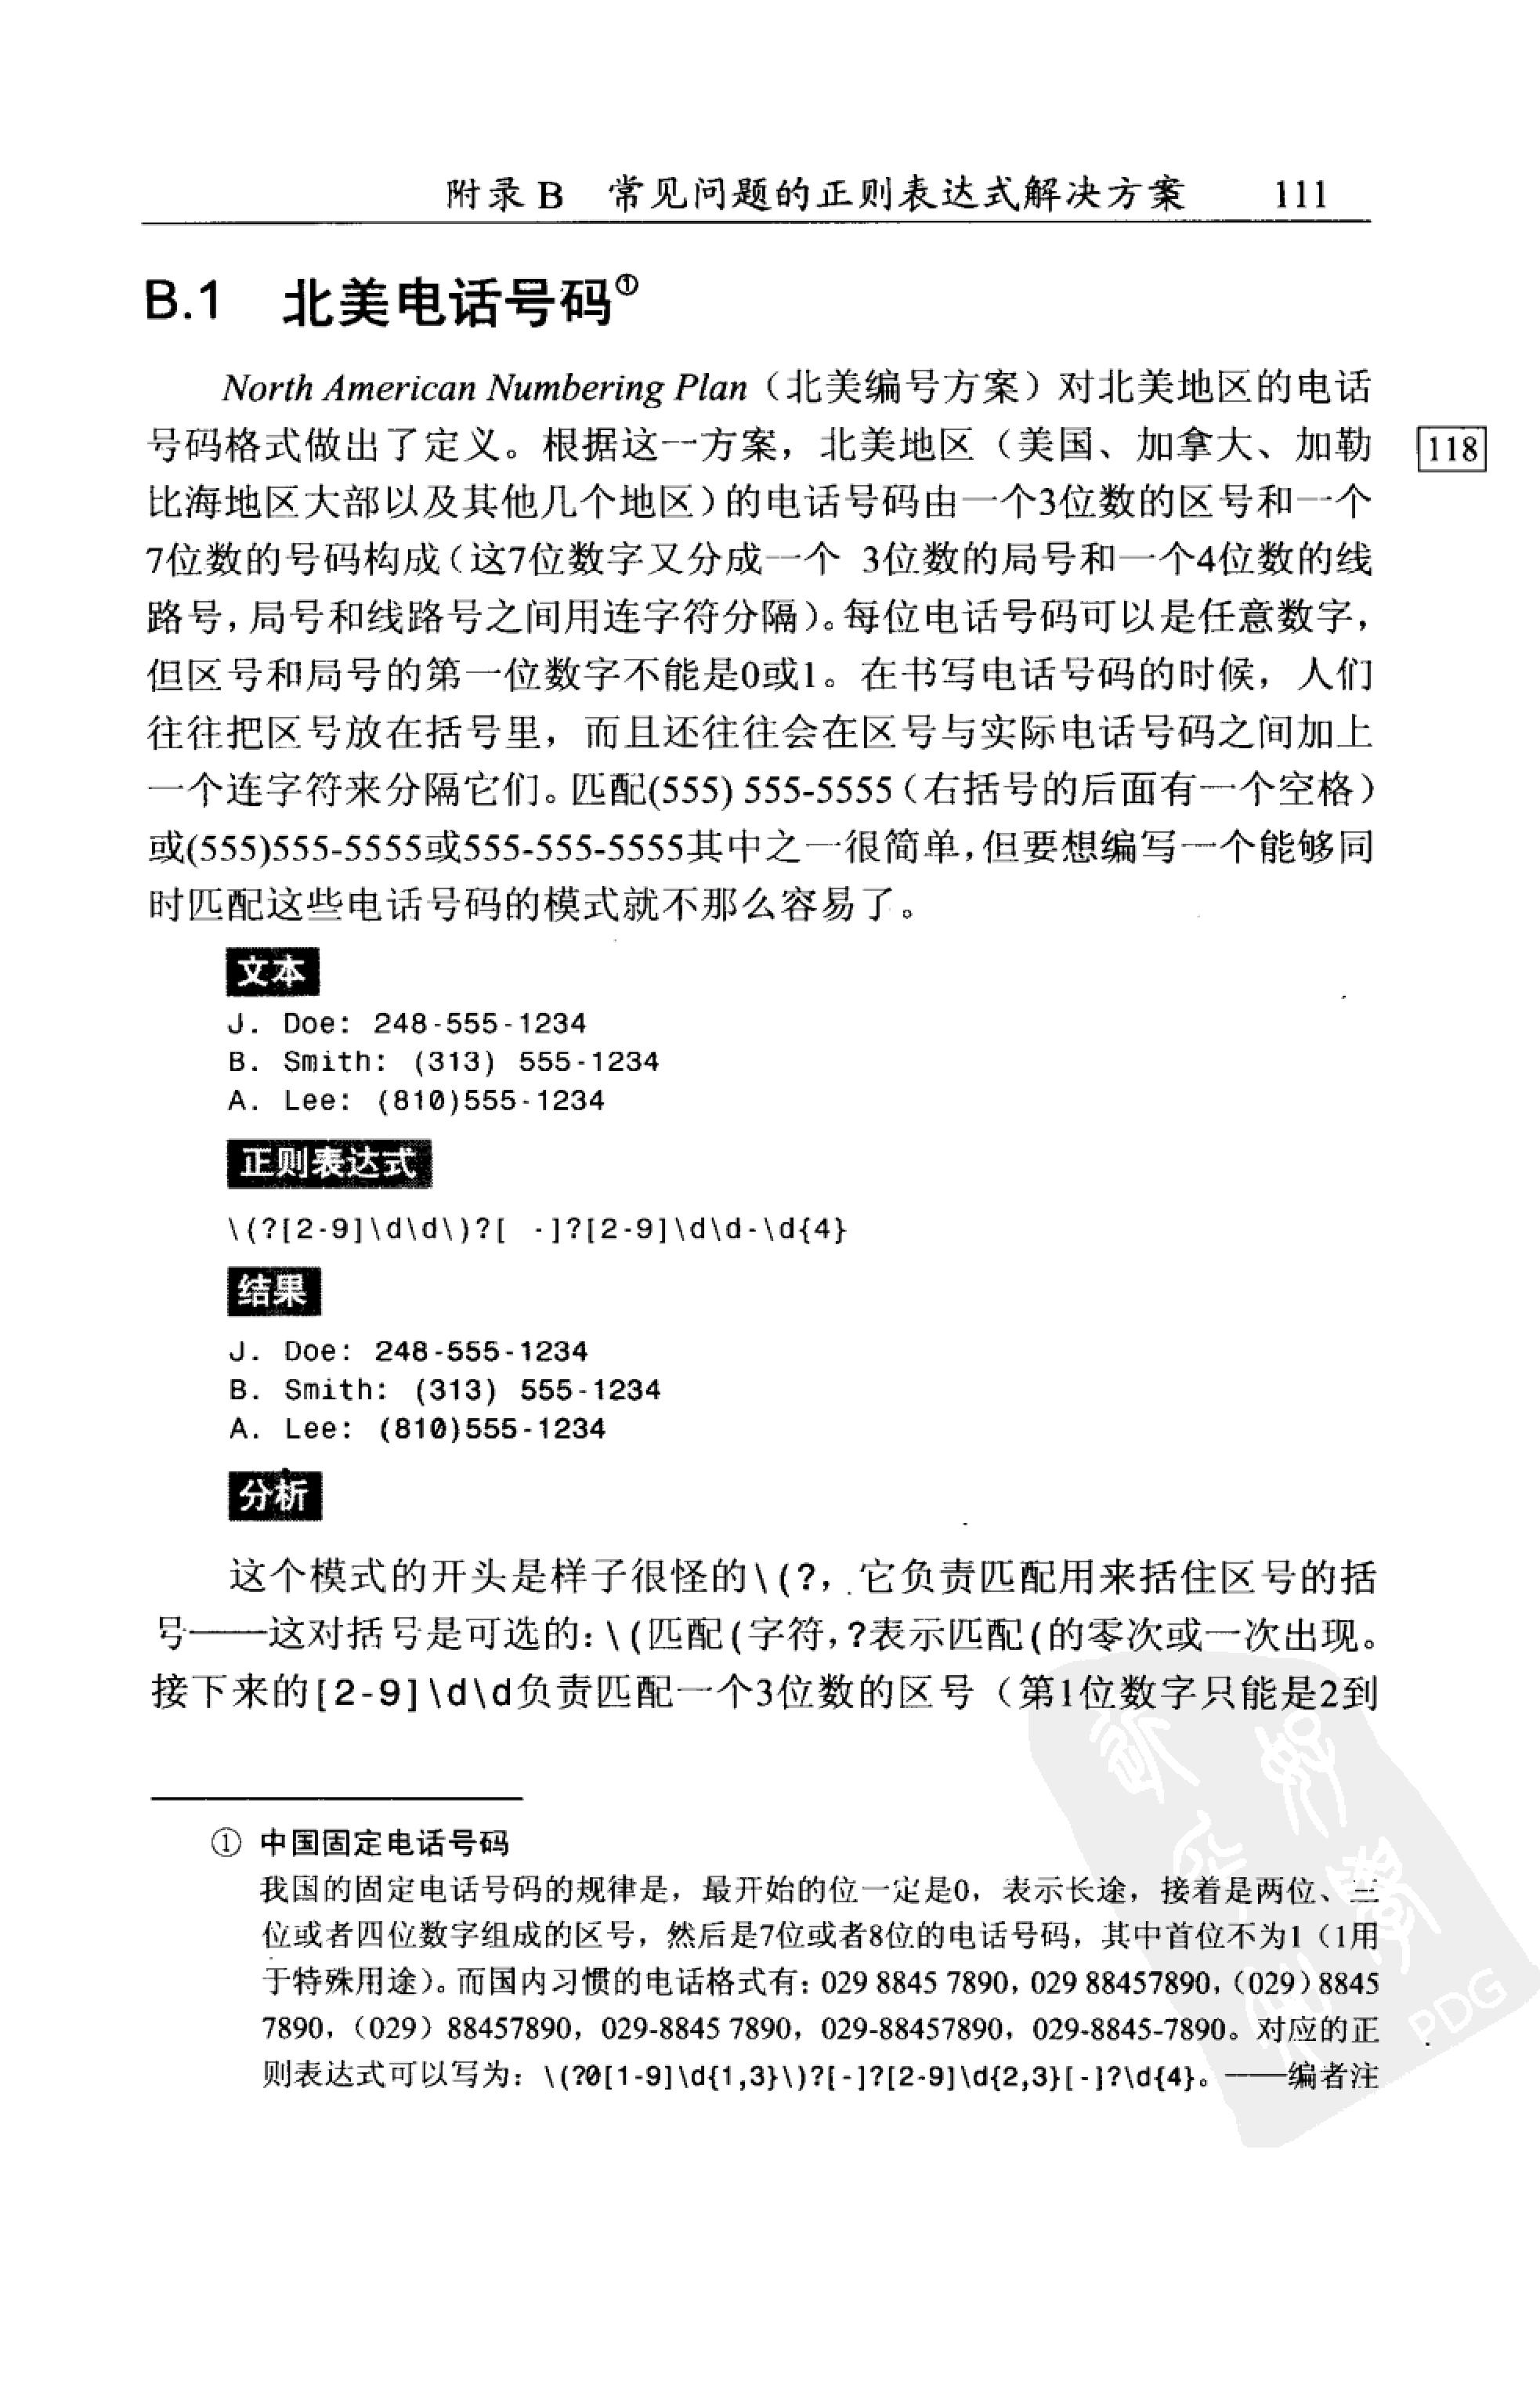 附录 B 常见问题的正则表达式解决方案 111
B.1 北美电话号码①
North American Numbering Plan（北美编号方案）对北美地区的电话
号码格式做出了定义。根据这一方案，北美地区（美国、加拿大、加勒
118
比海地区大部以及其他几个地区）的电话号码由一个3位数的区号和一个
7位数的号码构成（这7位数字又分成一个 3位数的局号和一个4位数的线
路号，局号和线路号之间用连字符分隔）。每位电话号码可以是任意数字，
但区号和局号的第一位数字不能是0或1。在书写电话号码的时候，人们
往往把区号放在括号里，而且还往往会在区号与实际电话号码之间加上
一个连字符来分隔它们。匹配(555) 555-5555（右括号的后面有一个空格）
或(555)555-5555或555-555-5555其中之一很简单，但要想编写一个能够同
时匹配这些电话号码的模式就不那么容易了。
文本
J. Doe: 248-555-1234
B. Smith: (313) 555-1234
A. Lee: (810)555-1234
正则表达式
\(?[2-9]\d\d\)?[ -]?[2-9]\d\d-\d{4}
结果
J. Doe: 248-555-1234
B. Smith: (313) 555-1234
A. Lee: (810)555-1234
分析
这个模式的开头是样子很怪的\(?，它负责匹配用来括住区号的括
号——这对括号是可选的：\(匹配(字符，?表示匹配(的零次或一次出现。
接下来的[2-9]\d\d负责匹配一个3位数的区号（第1位数字只能是2到
① 中国固定电话号码
我国的固定电话号码的规律是，最开始的位一定是0，表示长途，接着是两位、三
位或者四位数字组成的区号，然后是7位或者8位的电话号码，其中首位不为1（1用
于特殊用途）。而国内习惯的电话格式有：029 8845 7890，029 88457890，（029）8845
7890，（029）88457890，029-8845 7890，029-88457890，029-8845-7890。对应的正
则表达式可以写为：\(?0[1-9]\d{1,3}\)?[-]?[2-9]\d{2,3}[-]?\d{4}。——编者注
PDG